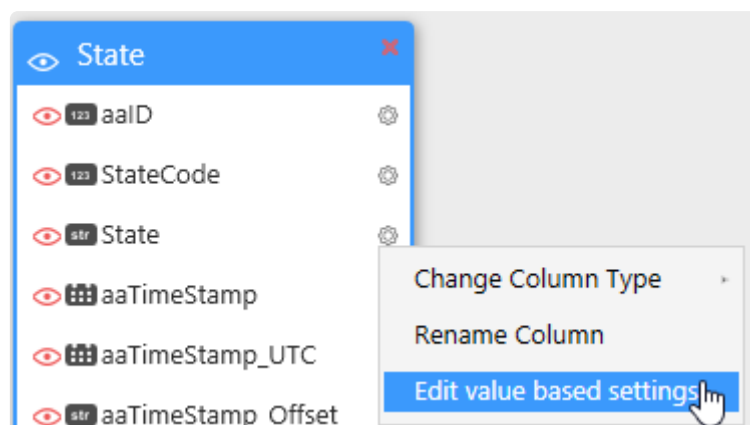 State
123 aaID
123 StateCode
str State
aaTimeStamp
aaTimeStamp_UTC
str aaTimeStamp_Offset
Change Column Type
Rename Column
Edit value based settings